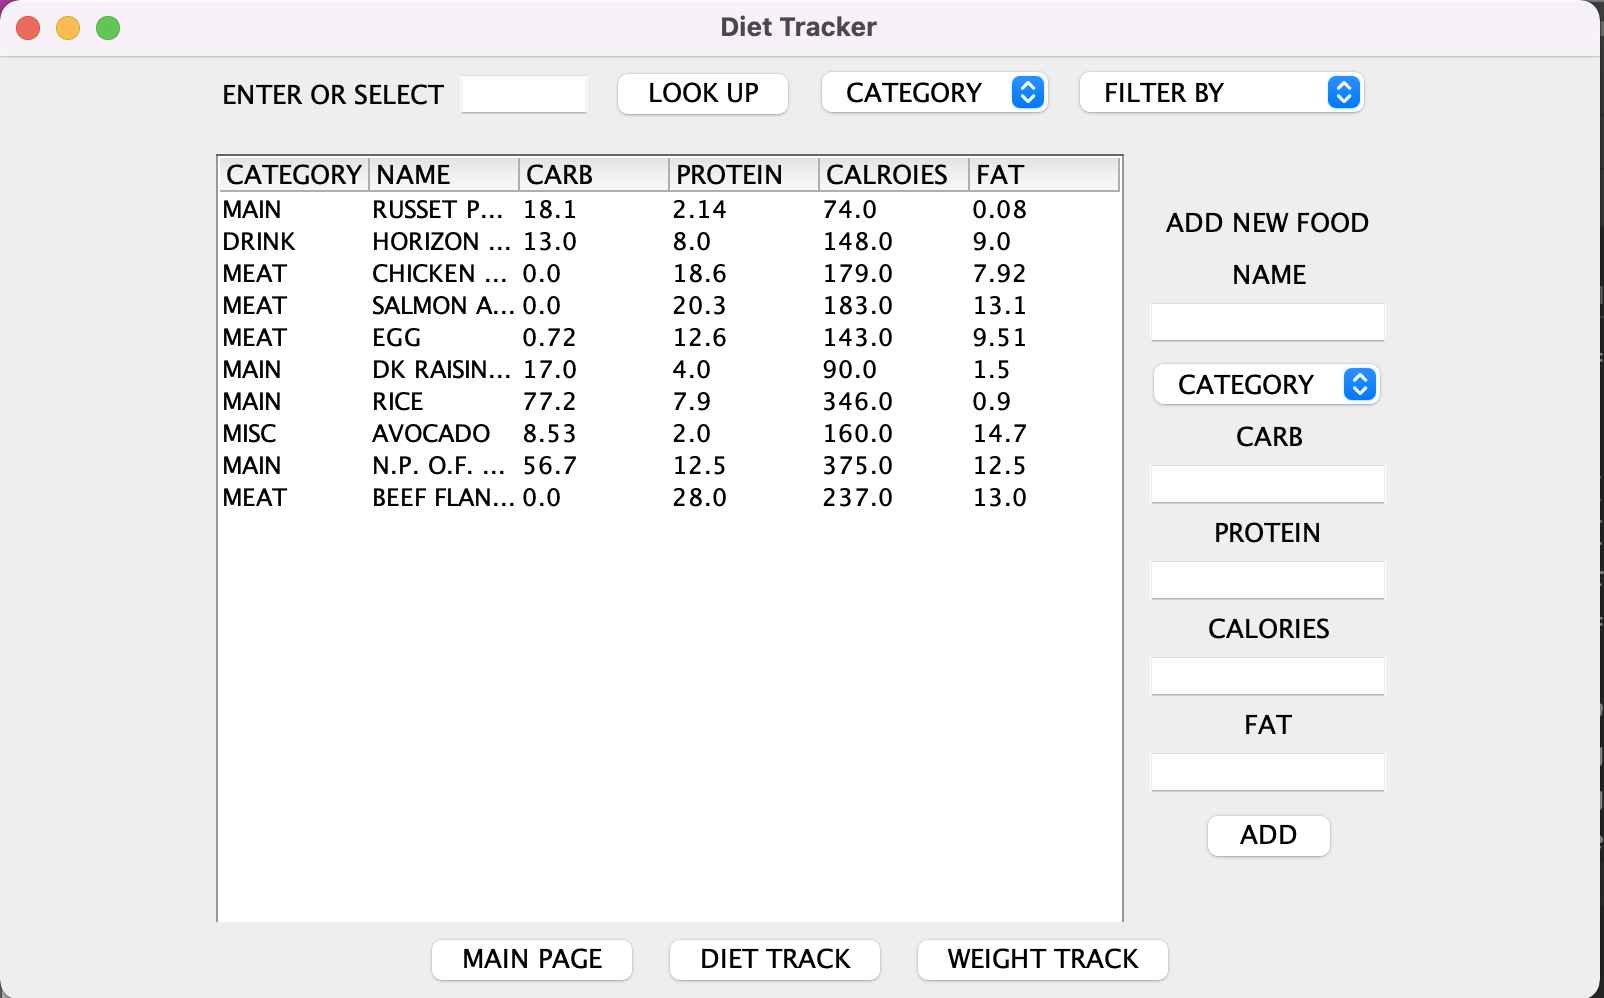 Diet Tracker
ENTER OR SELECT LOOK UP CATEGORY FILTER BY
CATEGORY NAME CARB PROTEIN CALROIES FAT
MAIN RUSSET P... 18.1 2.14 74.0 0.08
DRINK HORIZON ... 13.0 8.0 148.0 9.0
MEAT CHICKEN ... 0.0 18.6 179.0 7.92
MEAT SALMON A... 0.0 20.3 183.0 13.1
MEAT EGG 0.72 12.6 143.0 9.51
MAIN DK RAISIN... 17.0 4.0 90.0 1.5
MAIN RICE 77.2 7.9 346.0 0.9
MISC AVOCADO 8.53 2.0 160.0 14.7
MAIN N.P. O.F. ... 56.7 12.5 375.0 12.5
MEAT BEEF FLAN... 0.0 28.0 237.0 13.0
ADD NEW FOOD
NAME
CATEGORY
CARB
PROTEIN
CALORIES
FAT
ADD
MAIN PAGE DIET TRACK WEIGHT TRACK